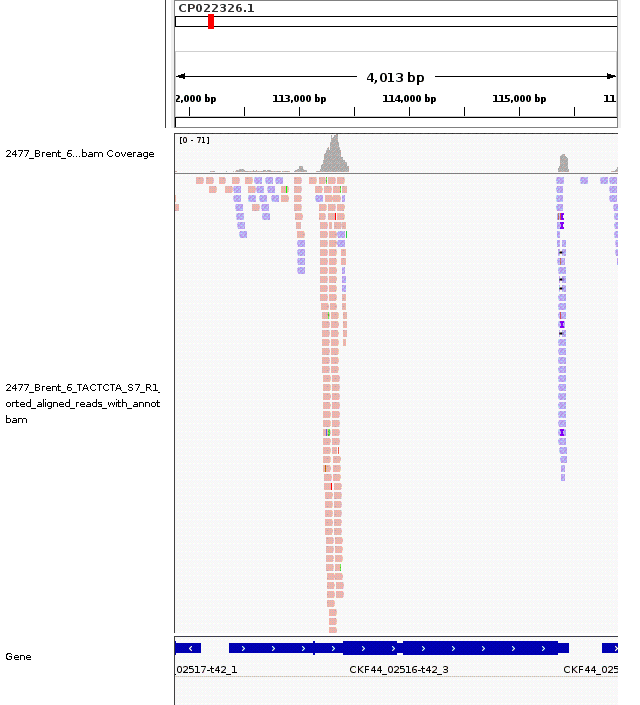 CP022326.1
4,013 bp
2,000 bp 113,000 bp 114,000 bp 115,000 bp 11
2477_Brent_6...bam Coverage
[0 - 71]
2477_Brent_6_TACTCTA_S7_R1_
orted_aligned_reads_with_annot
bam
Gene
02517-t42_1 CKF44_02516-t42_3 CKF44_025